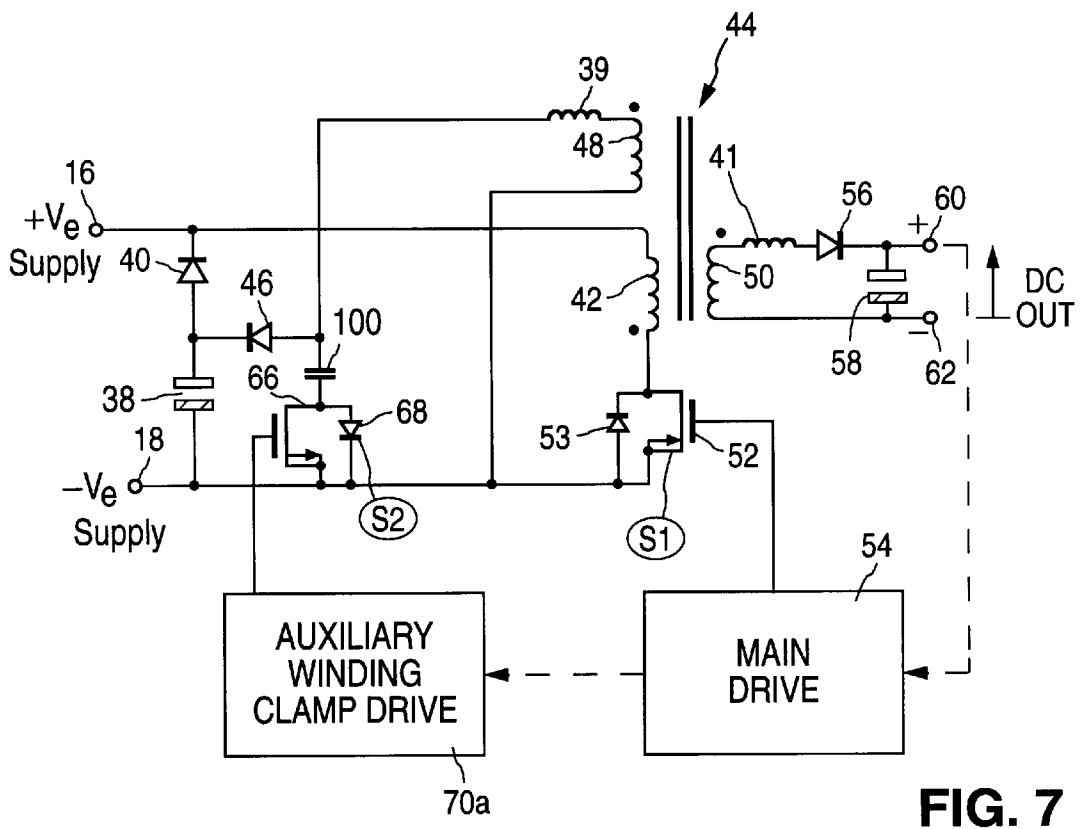 44
39
48
16
+Ve
Supply
40
46
100
66
68
38
18
−Ve
Supply
S2
42
53
52
S1
41
56
+
60
50
DC
OUT
58
−
62
54
AUXILIARY
WINDING
CLAMP DRIVE
MAIN
DRIVE
70a
FIG. 7